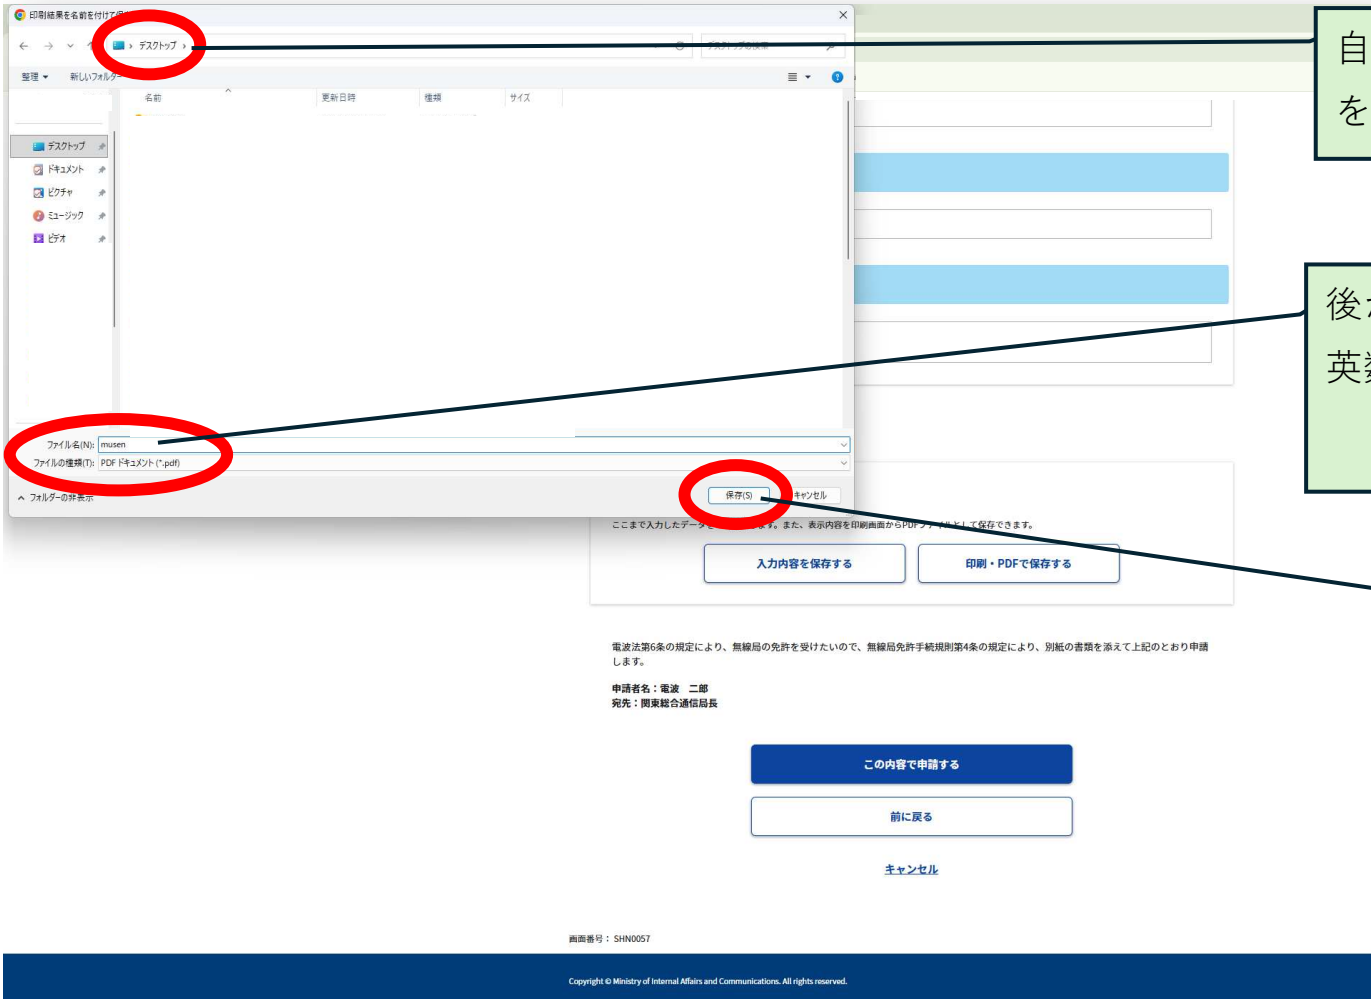 印刷結果を名前を付けて保
デスクトップ
自
を
整理
新しいフォルダー
名前
更新日時
種類
サイズ
デスクトップ
ドキュメント
ピクチャ
ミュージック
ビデオ
後
英
ファイル名(N): musen
ファイルの種類(T): PDF ドキュメント (*.pdf)
フォルダーの非表示
保存(S)
キャンセル
ここまで入力したデータを
ます。また、表示内容を印刷画面からPDFファイルとして保存できます。
入力内容を保存する
印刷・PDFで保存する
電波法第6条の規定により、無線局の免許を受けたいので、無線局免許手続規則第4条の規定により、別紙の書類を添えて上記のとおり申請
します。
申請者名：電波　二郎
宛先：関東総合通信局長
この内容で申請する
前に戻る
キャンセル
画面番号： SHN0057
Copyright © Ministry of Internal Affairs and Communications. All rights reserved.